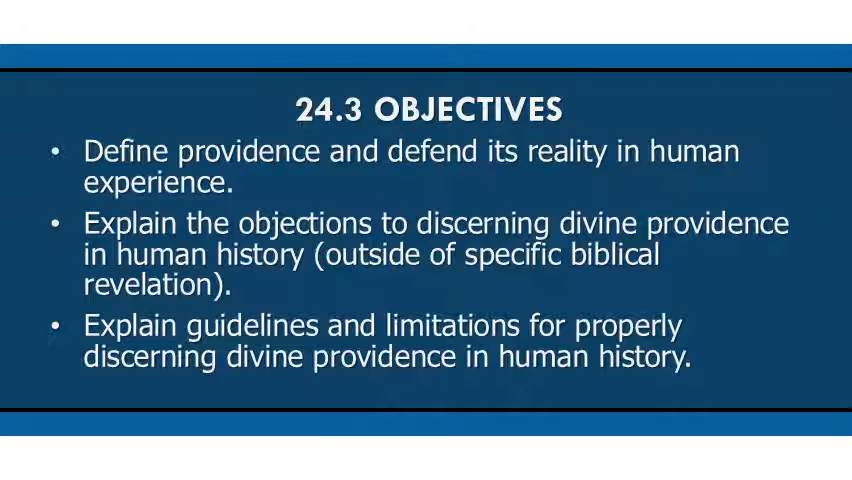 24.3 OBJECTIVES
• Define providence and defend its reality in human
experience.
• Explain the objections to discerning divine providence
in human history (outside of specific biblical
revelation).
• Explain guidelines and limitations for properly
discerning divine providence in human history.